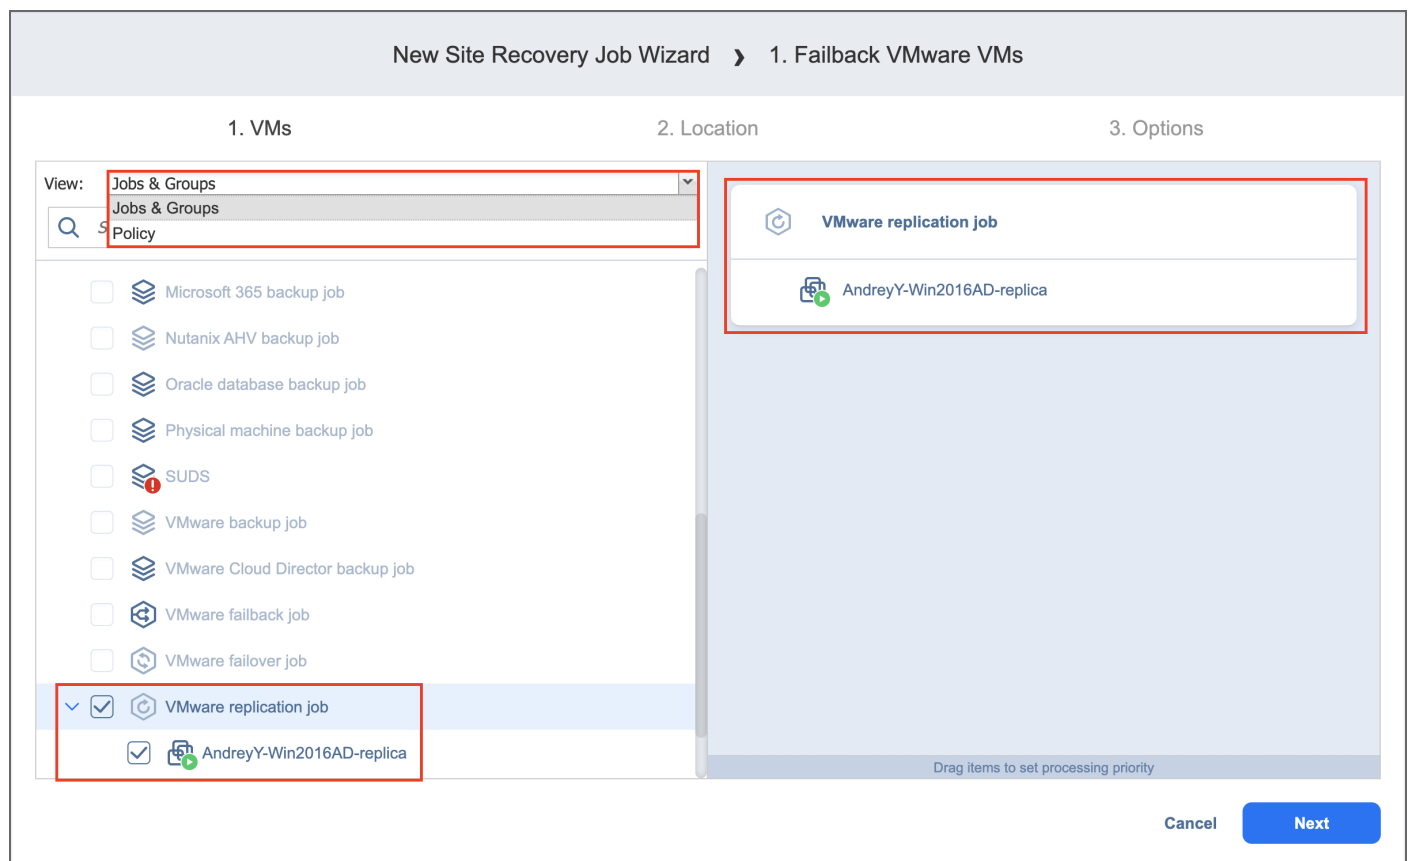 New Site Recovery Job Wizard ❯ 1. Failback VMware VMs
1. VMs
2. Location
3. Options
View:
Jobs & Groups
Jobs & Groups
Policy
Microsoft 365 backup job
Nutanix AHV backup job
Oracle database backup job
Physical machine backup job
SUDS
VMware backup job
VMware Cloud Director backup job
VMware failback job
VMware failover job
VMware replication job
AndreyY-Win2016AD-replica
VMware replication job
AndreyY-Win2016AD-replica
Drag items to set processing priority
Cancel
Next